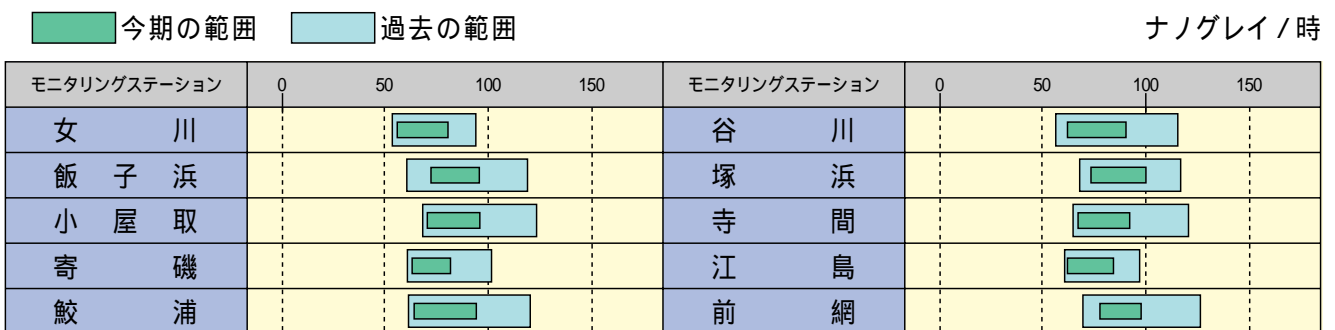 今期の範囲 過去の範囲 ナノグレイ / 時
モニタリングステーション 0 50 100 150 モニタリングステーション 0 50 100 150
女川 谷川
飯子浜 塚浜
小屋取 寺間
寄磯 江島
鮫浦 前網